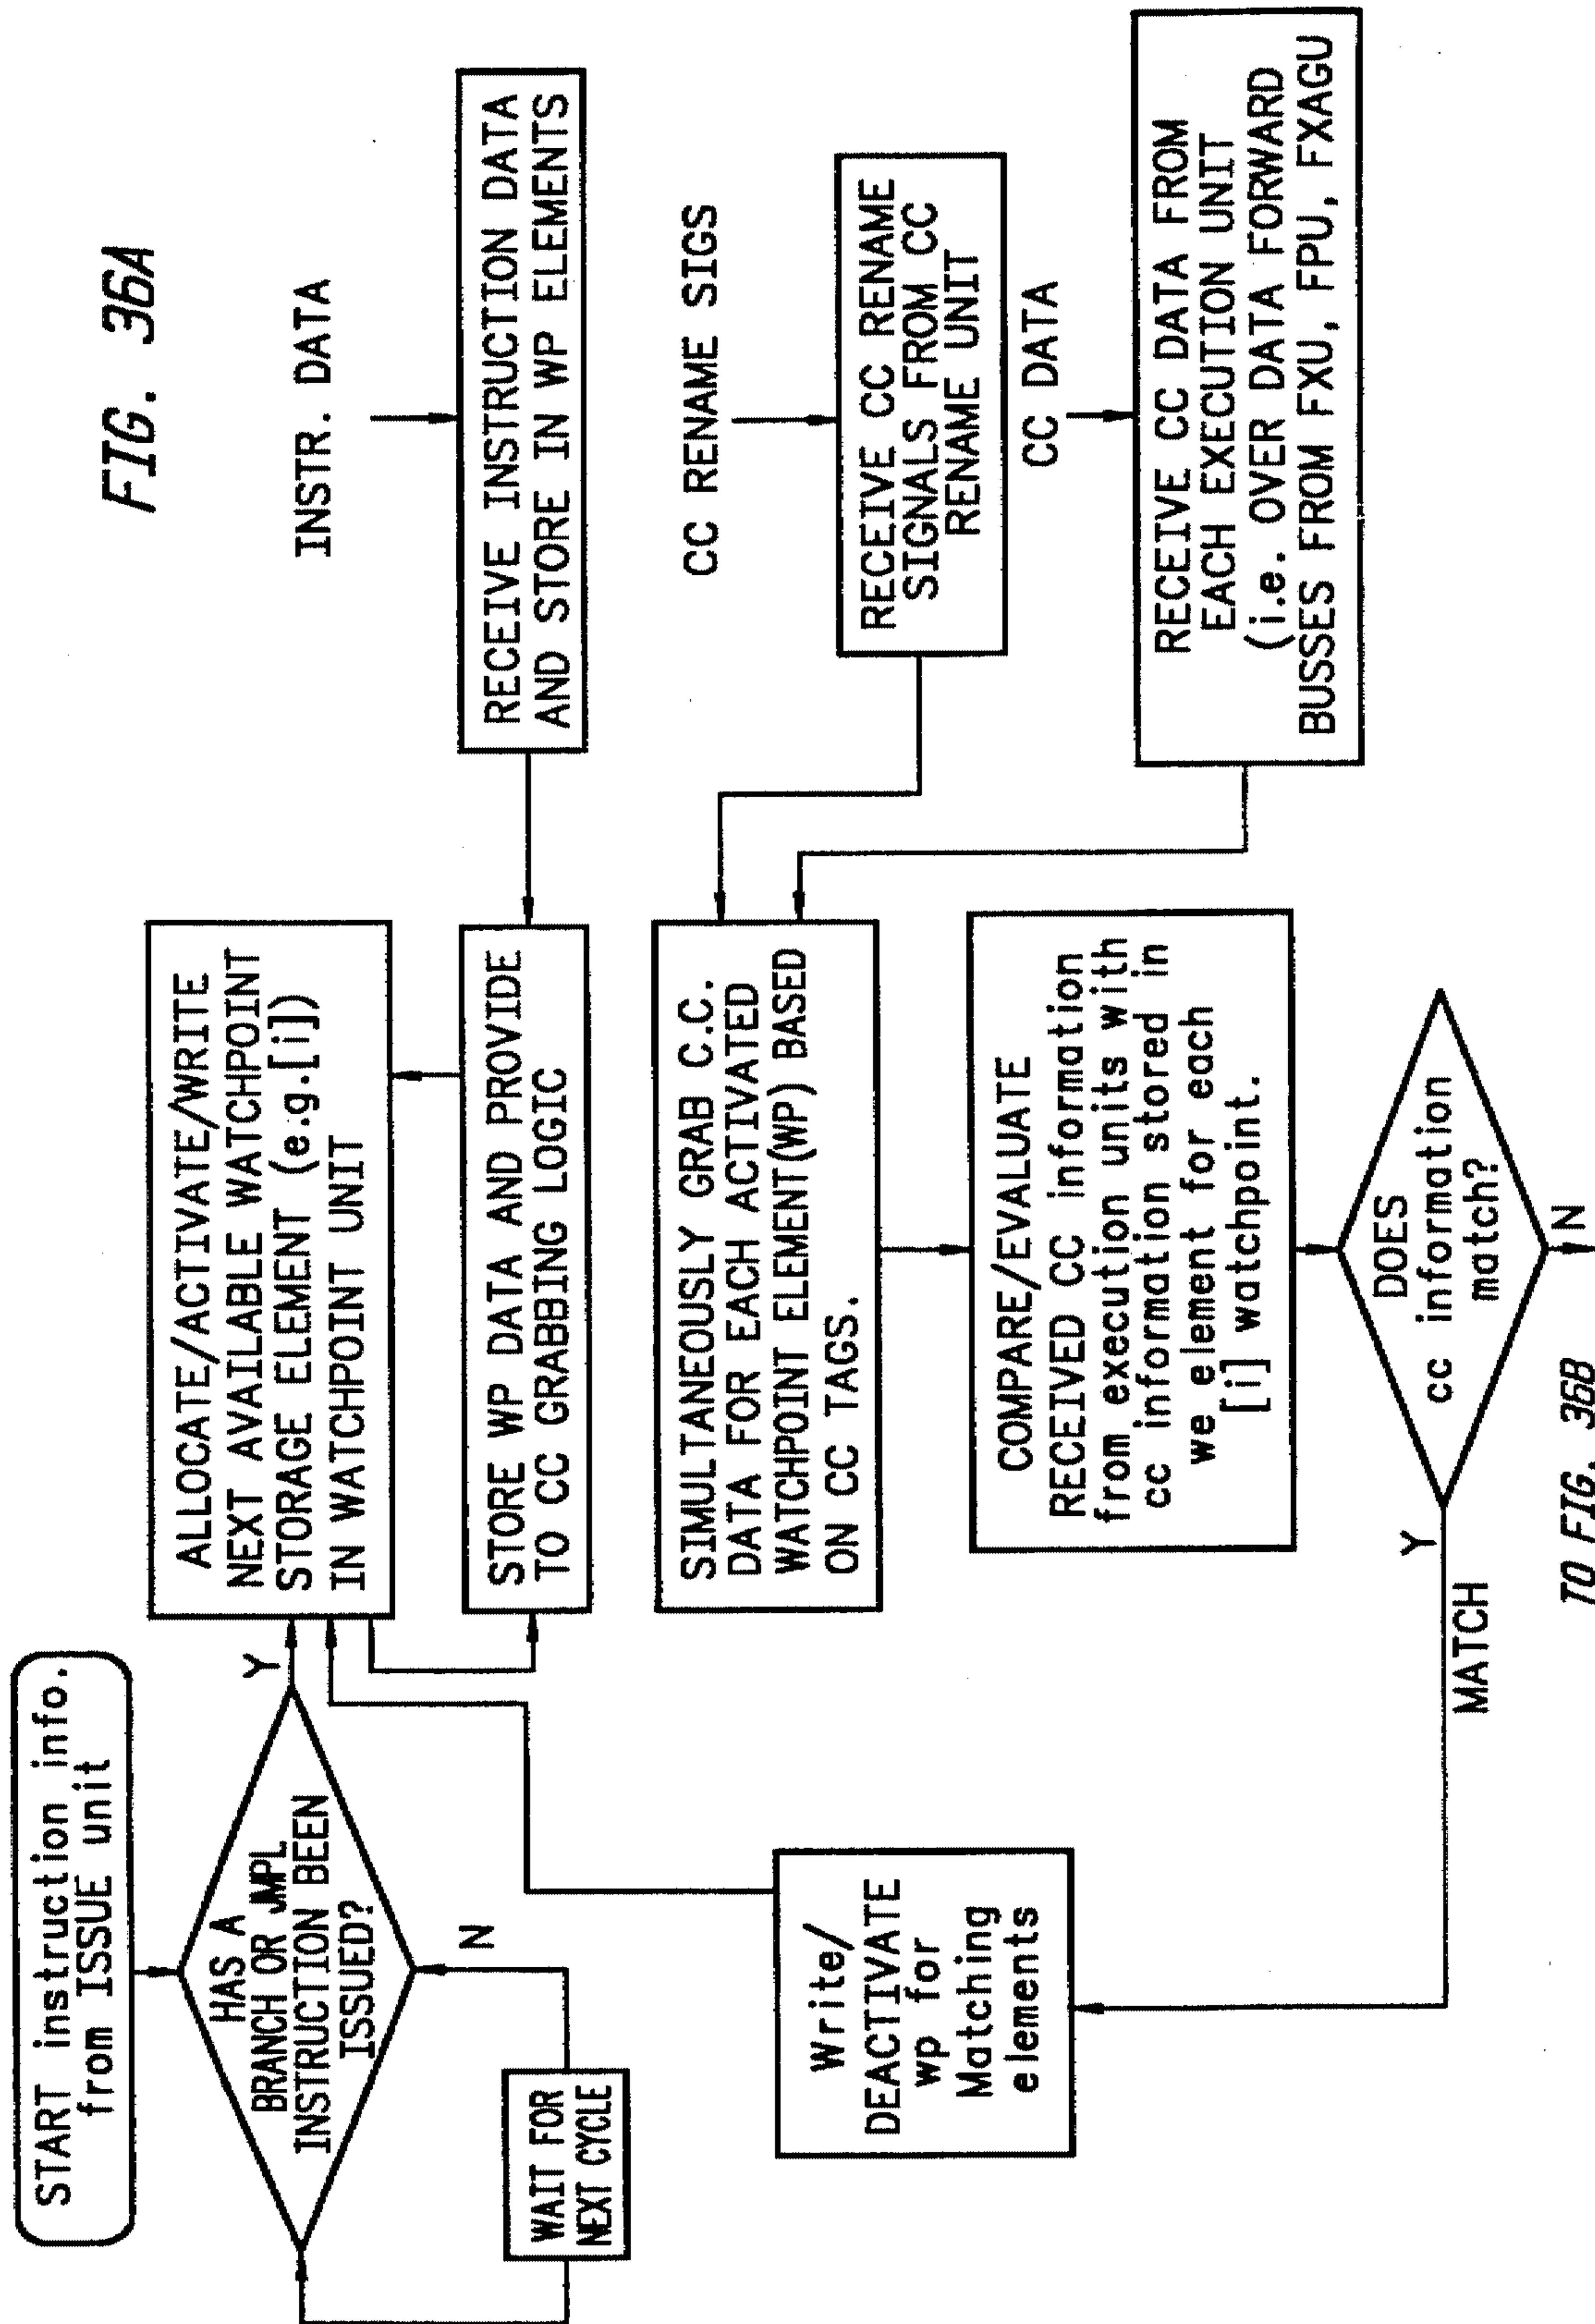 FIG. 36A
START instruction info.
from ISSUE unit
HAS A
BRANCH OR JMPL
INSTRUCTION BEEN
ISSUED?
Y
N
WAIT FOR
NEXT CYCLE
ALLOCATE/ACTIVATE/WRITE
NEXT AVAILABLE WATCHPOINT
STORAGE ELEMENT (e.g.[i])
IN WATCHPOINT UNIT
INSTR. DATA
RECEIVE INSTRUCTION DATA
AND STORE IN WP ELEMENTS
STORE WP DATA AND PROVIDE
TO CC GRABBING LOGIC
CC RENAME SIGS
RECEIVE CC RENAME
SIGNALS FROM CC
RENAME UNIT
SIMULTANEOUSLY GRAB C.C.
DATA FOR EACH ACTIVATED
WATCHPOINT ELEMENT(WP) BASED
ON CC TAGS.
CC DATA
RECEIVE CC DATA FROM
EACH EXECUTION UNIT
(i.e. OVER DATA FORWARD
BUSSES FROM FXU, FPU, FXAGU
COMPARE/EVALUATE
RECEIVED CC information
from execution units with
cc information stored in
we element for each
[i] watchpoint.
Write/
DEACTIVATE
wp for
Matching
elements
DOES
cc information
match?
Y
MATCH
N
TO FIG. 36B